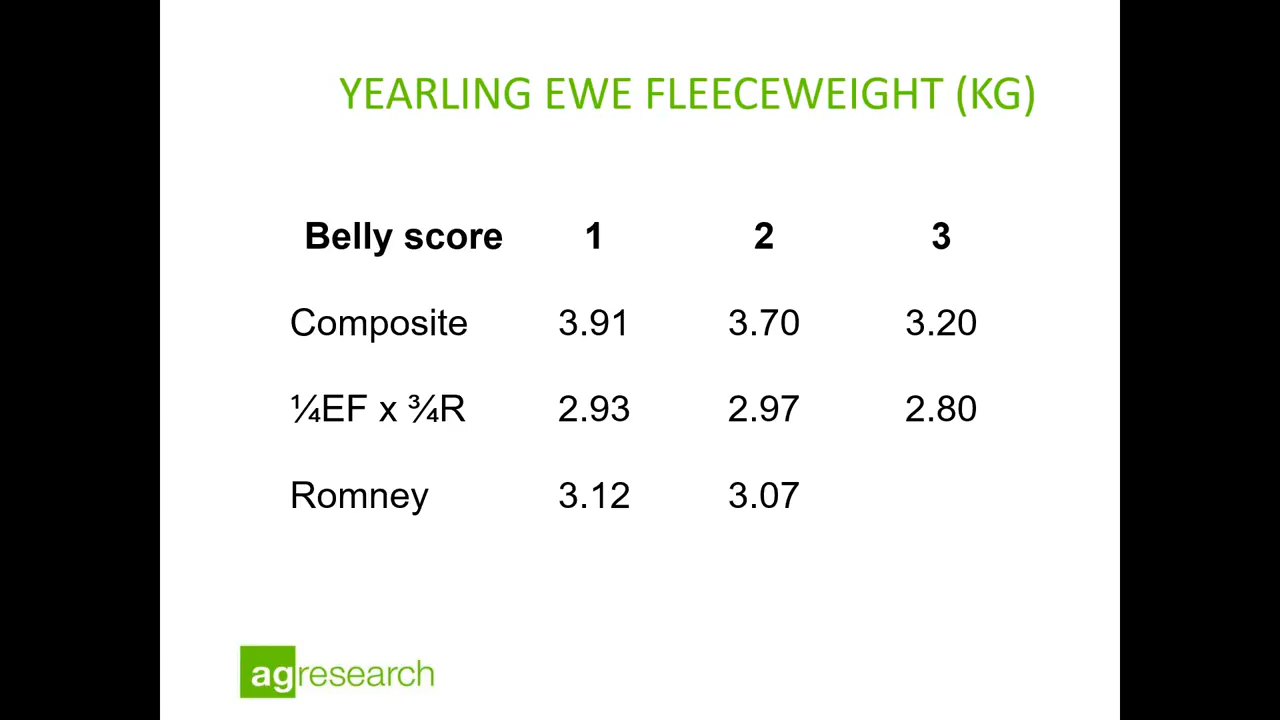 YEARLING EWE FLEECEWEIGHT (KG)
Belly score 1 2 3
Composite 3.91 3.70 3.20
¼EF x ¾R 2.93 2.97 2.80
Romney 3.12 3.07
agresearch